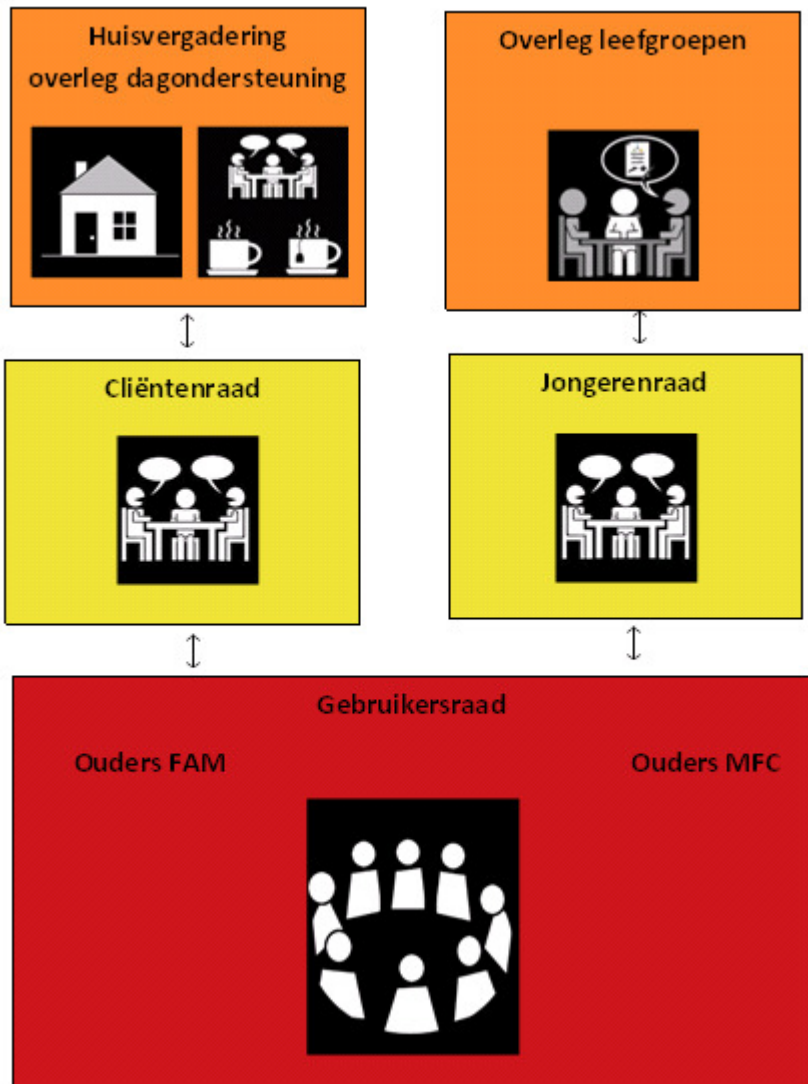 Huisvergadering
overleg dagondersteuning
Overleg leefgroepen
Cliëntenraad
Jongerenraad
Gebruikersraad
Ouders FAM
Ouders MFC